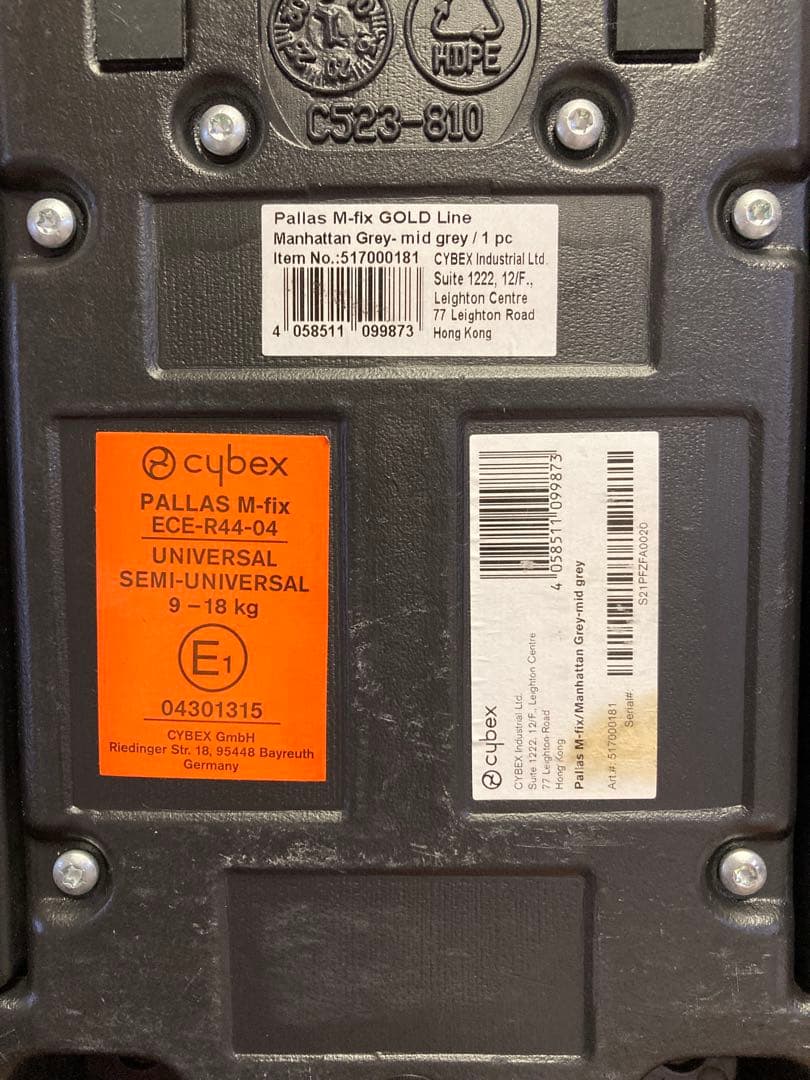 HDPE
C523-810
Pallas M-fix GOLD Line
Manhattan Grey- mid grey / 1 pc
Item No.:517000181
CYBEX Industrial Ltd.
Suite 1222, 12/F.,
Leighton Centre
77 Leighton Road
Hong Kong
4 058511 099873
cybex
PALLAS M-fix
ECE-R44-04
UNIVERSAL
SEMI-UNIVERSAL
9 – 18 kg
E1
04301315
CYBEX GmbH
Riedinger Str. 18, 95448 Bayreuth
Germany
4 058511 099873
cybex
CYBEX Industrial Ltd.
Suite 1222. 12/F., Leighton Centre
77 Leighton Road
Hong Kong
Pallas M-fix/Manhattan Grey-mid grey
Art.#: 517000181
Serial#:
S21PFZFA0020